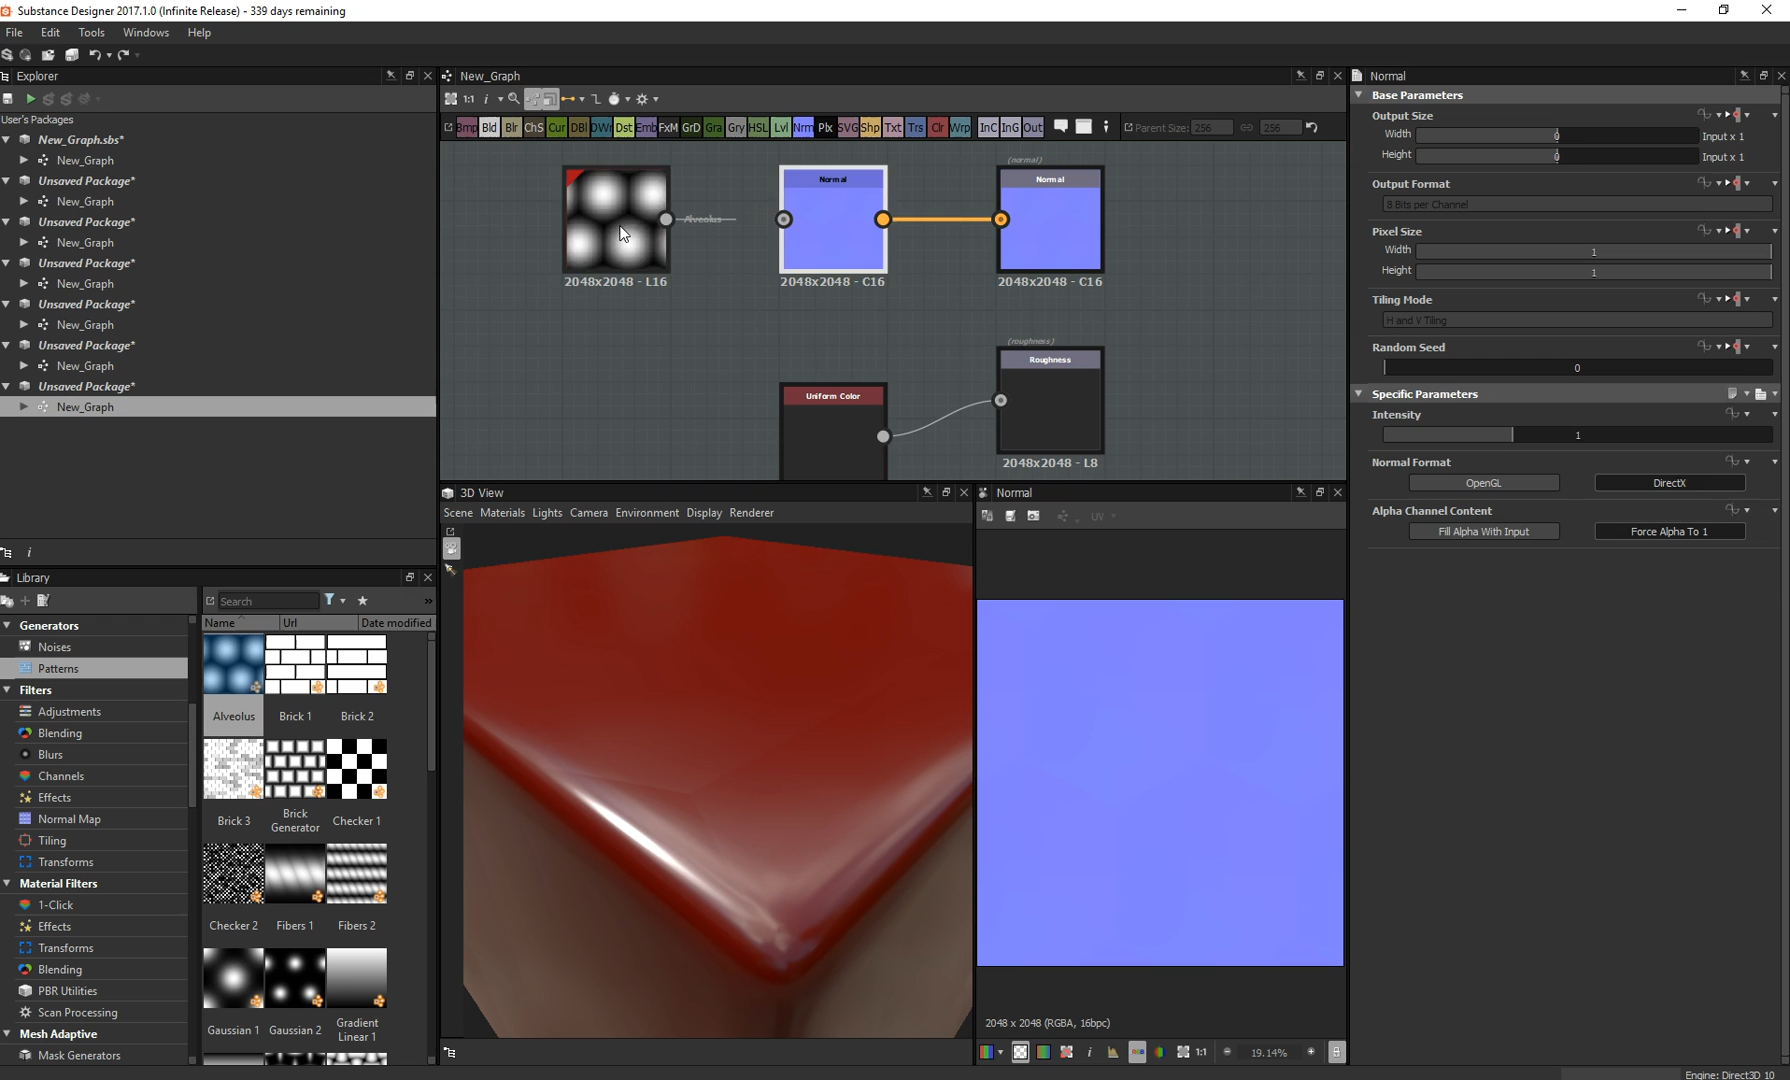 Substance Designer 2017.1.0 (Infinite Release) - 339 days remaining
File Edit Tools Windows Help
Explorer
User's Packages
New_Graph.sbs*
New_Graph
Unsaved Package*
New_Graph
Unsaved Package*
New_Graph
Unsaved Package*
New_Graph
Unsaved Package*
New_Graph
Unsaved Package*
New_Graph
Unsaved Package*
New_Graph
Library
Search
Name Url Date modified
Generators
Noises
Patterns
Filters
Adjustments
Blending
Blurs
Channels
Effects
Normal Map
Tiling
Transforms
Material Filters
1-Click
Effects
Transforms
Blending
PBR Utilities
Scan Processing
Mesh Adaptive
Mask Generators
Alveolus Brick 1 Brick 2
Brick 3 Brick Generator Checker 1
Checker 2 Fibers 1 Fibers 2
Gaussian 1 Gaussian 2 Gradient Linear 1
New_Graph
1:1
Bmp Bld Blr ChS Cur DBl DWr Dst Emb FxM GrD Gra Gry HSL Lvl Nrm Plx SVG Shp Txt Trs Clr Wrp InC InG Out
Parent Size: 256 256
Alveolus
2048x2048 - L16
Normal
2048x2048 - C16
(normal)
Normal
2048x2048 - C16
(roughness)
Roughness
2048x2048 - L8
Uniform Color
3D View
Scene Materials Lights Camera Environment Display Renderer
Normal
UV
2048 x 2048 (RGBA, 16bpc)
1:1
19.14%
Normal
Base Parameters
Output Size
Width 0 Input x 1
Height 0 Input x 1
Output Format
8 Bits per Channel
Pixel Size
Width 1
Height 1
Tiling Mode
H and V Tiling
Random Seed
0
Specific Parameters
Intensity
1
Normal Format
OpenGL DirectX
Alpha Channel Content
Fill Alpha With Input Force Alpha To 1
Engine: Direct3D 10